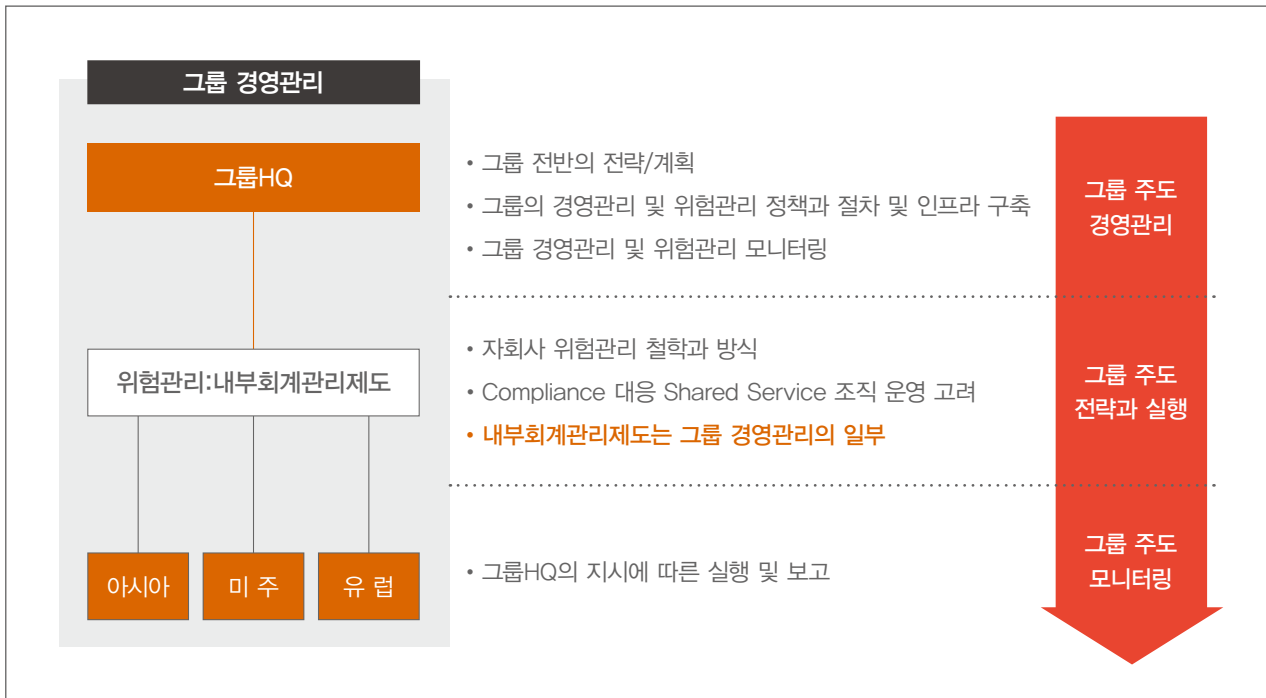 그룹 경영관리
그룹HQ
• 그룹 전반의 전략/계획
• 그룹의 경영관리 및 위험관리 정책과 절차 및 인프라 구축
• 그룹 경영관리 및 위험관리 모니터링
그룹 주도
경영관리
위험관리:내부회계관리제도
• 자회사 위험관리 철학과 방식
• Compliance 대응 Shared Service 조직 운영 고려
• 내부회계관리제도는 그룹 경영관리의 일부
그룹 주도
전략과 실행
아시아
미 주
유 럽
• 그룹HQ의 지시에 따른 실행 및 보고
그룹 주도
모니터링